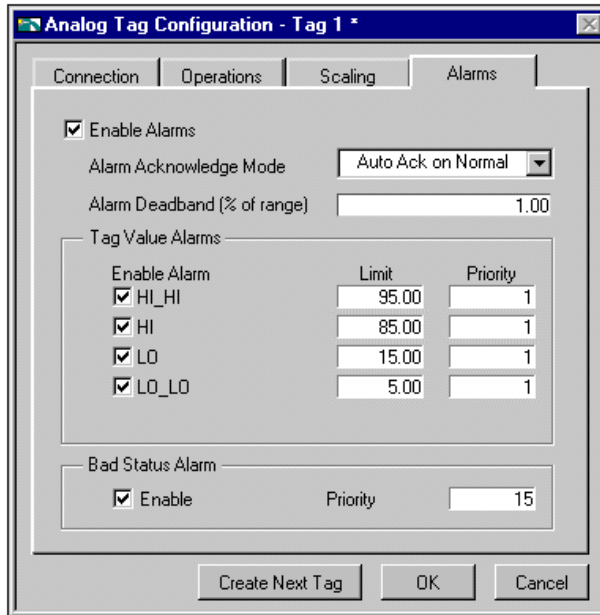 Analog Tag Configuration - Tag 1 *
Connection Operations Scaling Alarms
Enable Alarms
Alarm Acknowledge Mode Auto Ack on Normal
Alarm Deadband (% of range) 1.00
Tag Value Alarms
Enable Alarm Limit Priority
HI_HI 95.00 1
HI 85.00 1
LO 15.00 1
LO_LO 5.00 1
Bad Status Alarm
Enable Priority 15
Create Next Tag OK Cancel